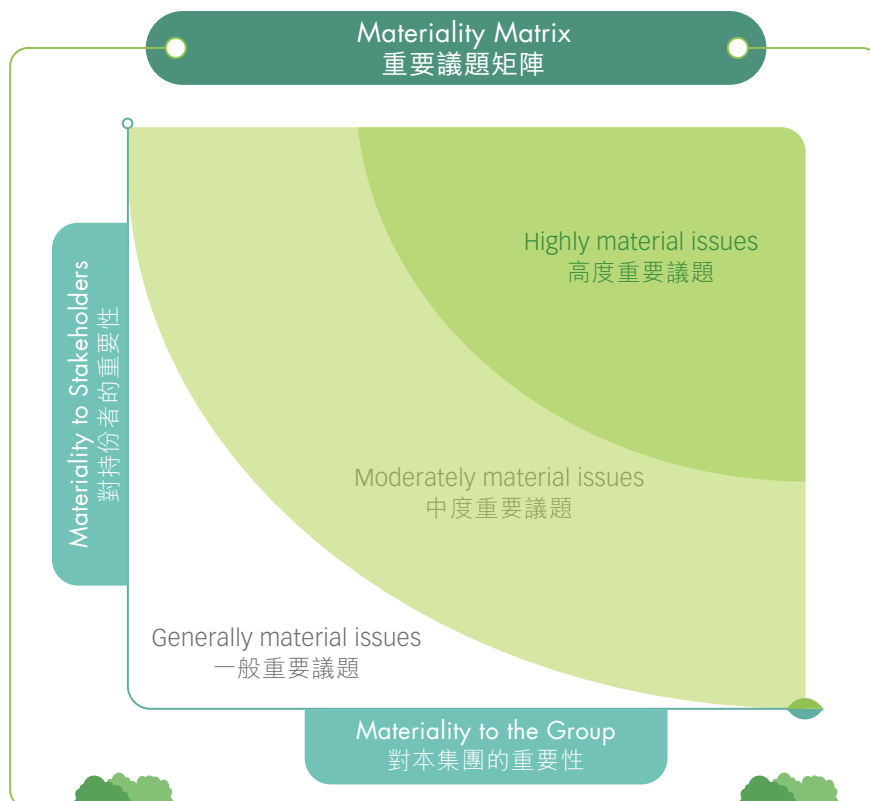 Materiality Matrix
重要議題矩陣
Materiality to Stakeholders
對持份者的重要性
Highly material issues
高度重要議題
Moderately material issues
中度重要議題
Generally material issues
一般重要議題
Materiality to the Group
對本集團的重要性